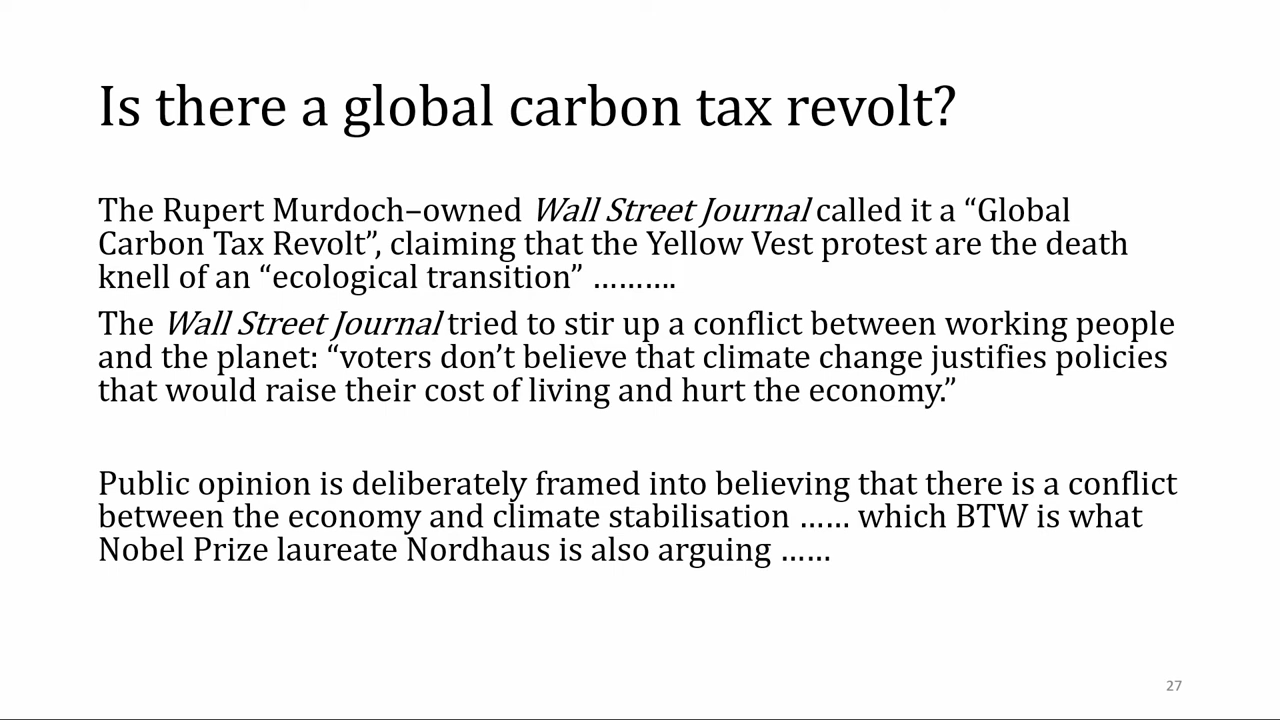 Is there a global carbon tax revolt?
The Rupert Murdoch–owned Wall Street Journal called it a “Global
Carbon Tax Revolt”, claiming that the Yellow Vest protest are the death
knell of an “ecological transition” ……….
The Wall Street Journal tried to stir up a conflict between working people
and the planet: “voters don’t believe that climate change justifies policies
that would raise their cost of living and hurt the economy.”
Public opinion is deliberately framed into believing that there is a conflict
between the economy and climate stabilisation …… which BTW is what
Nobel Prize laureate Nordhaus is also arguing ……
27